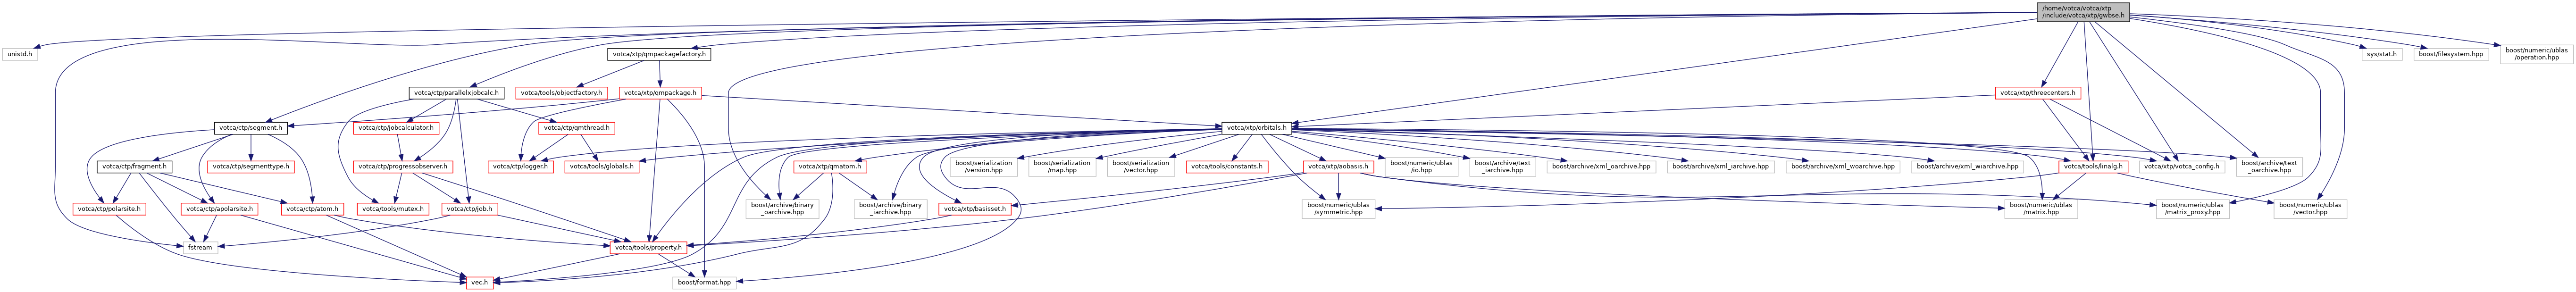 /home/votca/votca/xtp
/include/votca/xtp/gwbse.h
unistd.h
votca/xtp/qmpackagefactory.h
sys/stat.h
boost/filesystem.hpp
boost/numeric/ublas
/operation.hpp
votca/ctp/parallelxjobcalc.h
votca/tools/objectfactory.h
votca/xtp/qmpackage.h
votca/xtp/threecenters.h
votca/ctp/segment.h
votca/ctp/jobcalculator.h
votca/ctp/qmthread.h
votca/xtp/orbitals.h
votca/ctp/fragment.h
votca/ctp/segmenttype.h
votca/ctp/progressobserver.h
votca/ctp/logger.h
votca/tools/globals.h
votca/xtp/qmatom.h
boost/serialization
/version.hpp
boost/serialization
/map.hpp
boost/serialization
/vector.hpp
votca/tools/constants.h
votca/xtp/aobasis.h
boost/numeric/ublas
/io.hpp
boost/archive/text
_iarchive.hpp
boost/archive/xml_oarchive.hpp
boost/archive/xml_iarchive.hpp
boost/archive/xml_woarchive.hpp
boost/archive/xml_wiarchive.hpp
votca/tools/linalg.h
votca/xtp/votca_config.h
boost/archive/text
_oarchive.hpp
votca/ctp/polarsite.h
votca/ctp/apolarsite.h
votca/ctp/atom.h
votca/tools/mutex.h
votca/ctp/job.h
boost/archive/binary
_oarchive.hpp
boost/archive/binary
_iarchive.hpp
votca/xtp/basisset.h
boost/numeric/ublas
/symmetric.hpp
boost/numeric/ublas
/matrix.hpp
boost/numeric/ublas
/matrix_proxy.hpp
boost/numeric/ublas
/vector.hpp
fstream
votca/tools/property.h
vec.h
boost/format.hpp